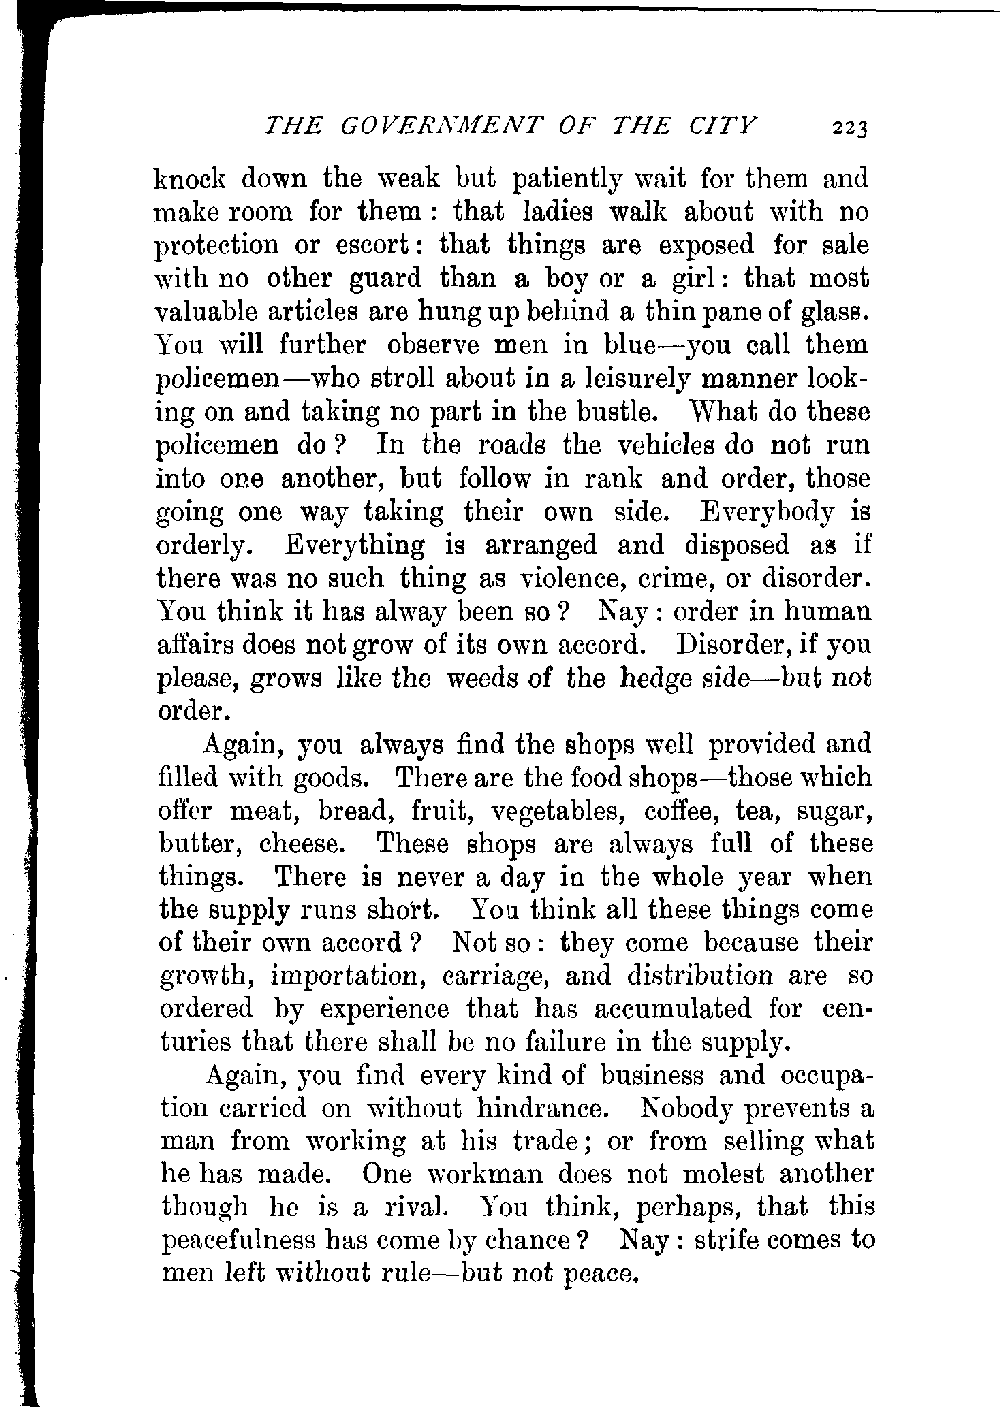 THE GOVERNMENT OF THE CITY 223
knock down the weak but patiently wait for them and
make room for them : that ladies walk about with no
protection or escort : that things are exposed for sale
with no other guard than a boy or a girl : that most
valuable articles are hung up behind a thin pane of glass.
You will further observe men in blue—you call them
policemen—who stroll about in a leisurely manner look-
ing on and taking no part in the bustle. What do these
policemen do ? In the roads the vehicles do not run
into one another, but follow in rank and order, those
going one way taking their own side. Everybody is
orderly. Everything is arranged and disposed as if
there was no such thing as violence, crime, or disorder.
You think it has alway been so ? Nay : order in human
affairs does not grow of its own accord. Disorder, if you
please, grows like the weeds of the hedge side—but not
order.
Again, you always find the shops well provided and
filled with goods. There are the food shops—those which
offer meat, bread, fruit, vegetables, coffee, tea, sugar,
butter, cheese. These shops are always full of these
things. There is never a day in the whole year when
the supply runs short. You think all these things come
of their own accord ? Not so : they come because their
growth, importation, carriage, and distribution are so
ordered by experience that has accumulated for cen-
turies that there shall be no failure in the supply.
Again, you find every kind of business and occupa-
tion carried on without hindrance. Nobody prevents a
man from working at his trade ; or from selling what
he has made. One workman does not molest another
though he is a rival. You think, perhaps, that this
peacefulness has come by chance ? Nay : strife comes to
men left without rule—but not peace.